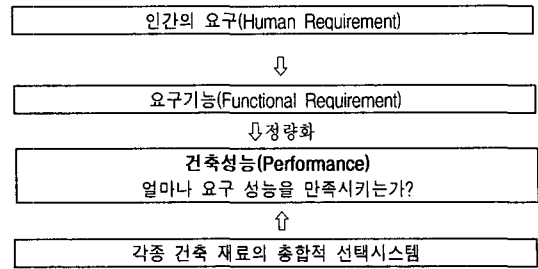 인간의 요구(Human Requirement)
⇩
요구기능(Functional Requirement)
⇩정량화
건축성능(Performance)
얼마나 요구 성능을 만족시키는가?
⇧
각종 건축 재료의 총합적 선택시스템